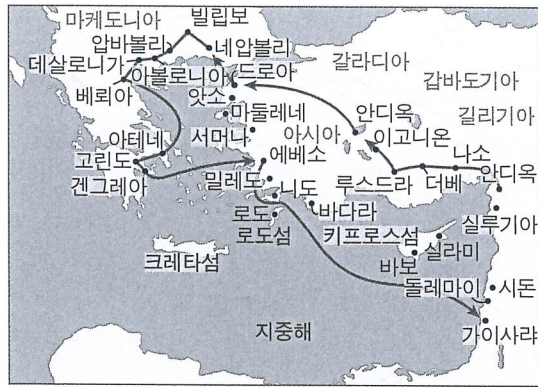 마케도니아
빌립보
압바볼리
네압볼리
데살로니가
아볼로니아
드로아
갈라디아
베뢰아
갑바도기아
앗소
안디옥
길리기아
마둘레네
이고니온
아테네
서머나
아시아
고린도
에베소
나소
안디옥
겐그레아
밀레도
니도
루스드라
더베
로도
바다라
실루기아
로도섬
키프로스섬
실라미
크레타섬
바보
돌레마이
시돈
지중해
가이사랴